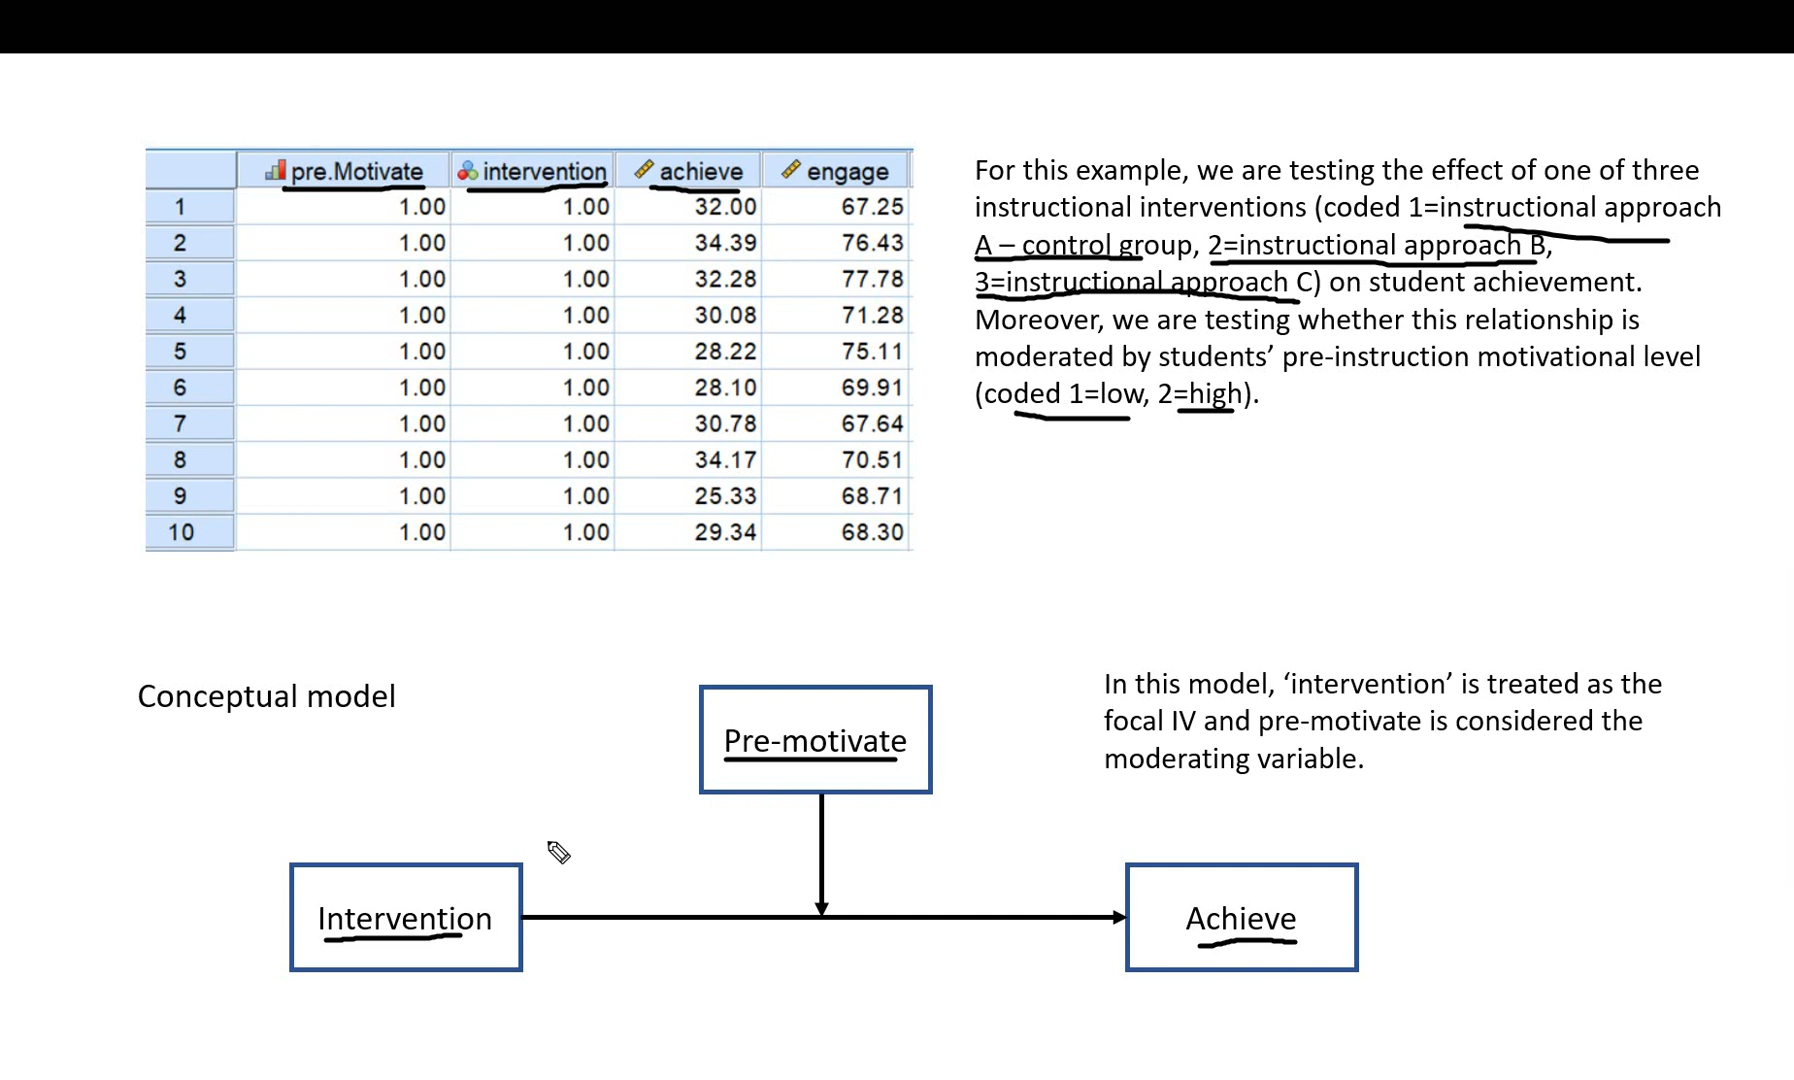 pre.Motivate intervention achieve engage
1 1.00 1.00 32.00 67.25
2 1.00 1.00 34.39 76.43
3 1.00 1.00 32.28 77.78
4 1.00 1.00 30.08 71.28
5 1.00 1.00 28.22 75.11
6 1.00 1.00 28.10 69.91
7 1.00 1.00 30.78 67.64
8 1.00 1.00 34.17 70.51
9 1.00 1.00 25.33 68.71
10 1.00 1.00 29.34 68.30
For this example, we are testing the effect of one of three
instructional interventions (coded 1=instructional approach
A – control group, 2=instructional approach B,
3=instructional approach C) on student achievement.
Moreover, we are testing whether this relationship is
moderated by students’ pre-instruction motivational level
(coded 1=low, 2=high).
Conceptual model
Pre-motivate
In this model, ‘intervention’ is treated as the
focal IV and pre-motivate is considered the
moderating variable.
Intervention
Achieve